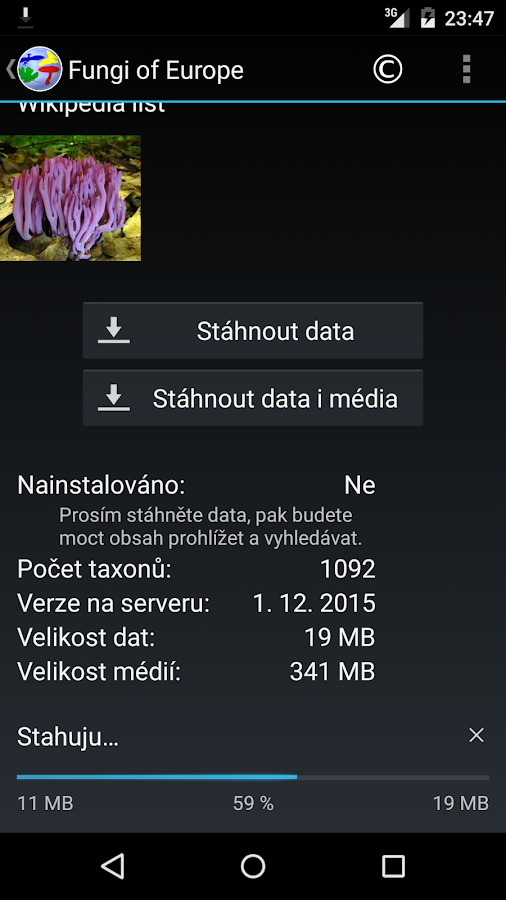 3G 23:47
Fungi of Europe ©
Wikipedia list
Stáhnout data
Stáhnout data i média
Nainstalováno: Ne
Prosím stáhněte data, pak budete
moct obsah prohlížet a vyhledávat.
Počet taxonů: 1092
Verze na serveru: 1. 12. 2015
Velikost dat: 19 MB
Velikost médií: 341 MB
Stahuju...
11 MB 59 % 19 MB